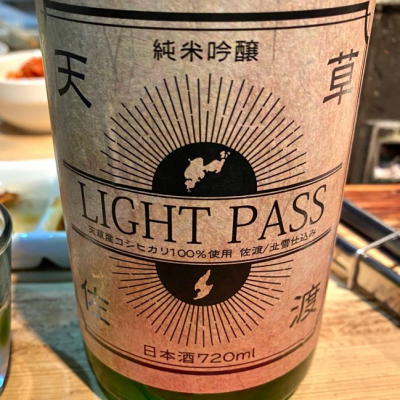 純米吟醸
天草
LIGHT PASS
天草産コシヒカリ100%使用 佐渡/北雪仕込み
佐渡
日本酒720ml